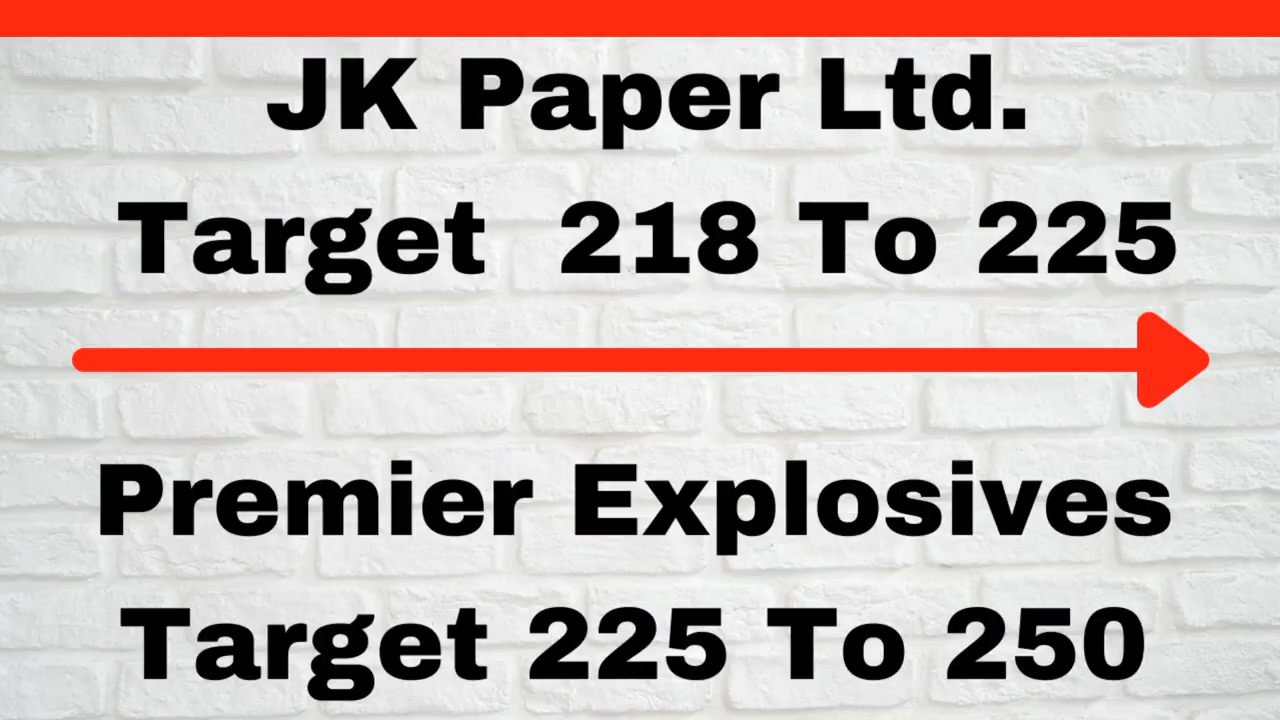 JK Paper Ltd.
Target 218 To 225
Premier Explosives
Target 225 To 250